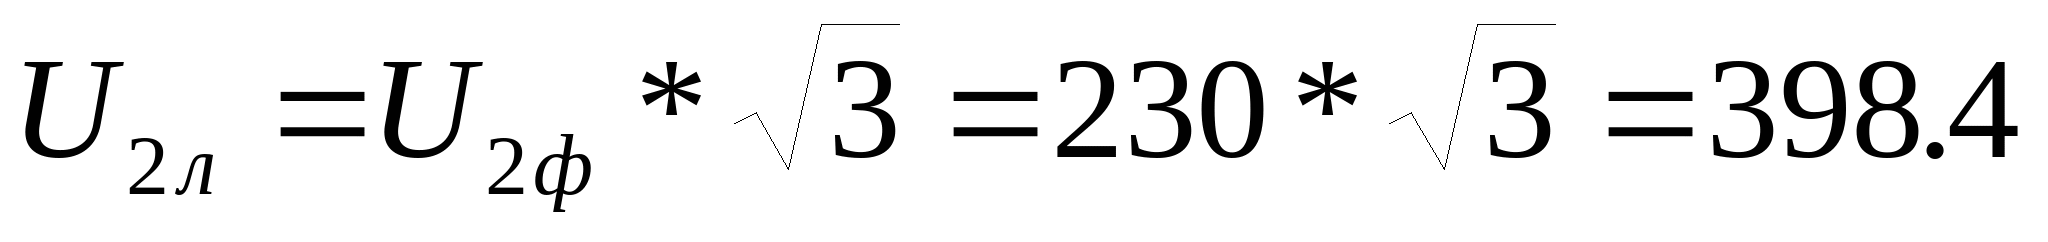 U₂л = U₂ф * √3 = 230 * √3 = 398.4